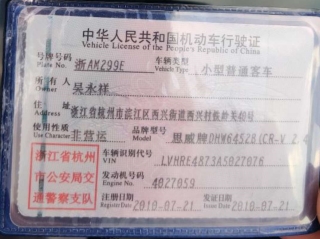 中华人民共和国机动车行驶证
Vehicle License of the People's Republic of China
号牌号码 浙AM299E 车辆类型 小型普通客车
Plate No. Vehicle Type
所有人 吴永祥
Owner
住址 浙江省杭州市滨江区西兴街道西兴村
Address
使用性质 非营运 品牌型号 思威牌DHW6452B(CR-V 2.4
Use Character Model
浙江省杭州
市公安局交
通警察支队
车辆识别代号 LVHRE4873A5027076
VIN
发动机号码 4027059
Engine No.
注册日期 2010-07-21 发证日期 2010-07-21
Register Date Issue Date